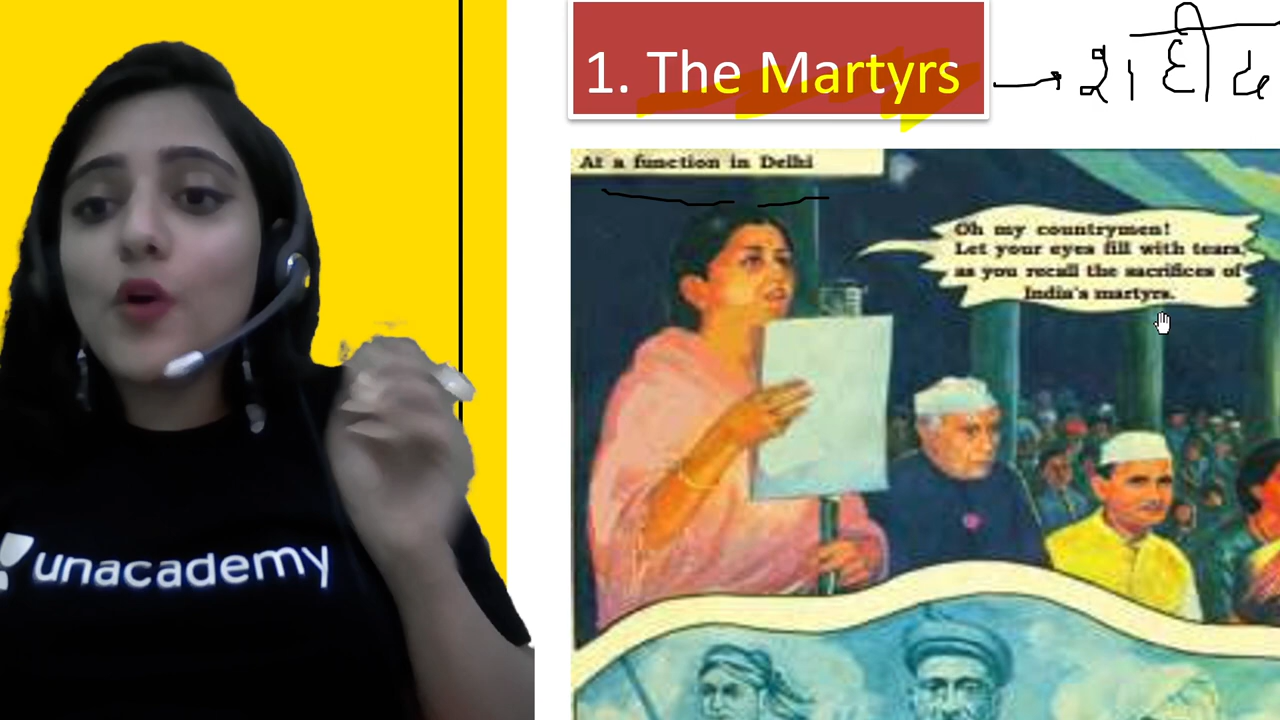 1. The Martyrs
शहीद
At a function in Delhi
Oh my countrymen!
Let your eyes fill with tears,
as you recall the sacrifices of
India's martyrs.
unacademy